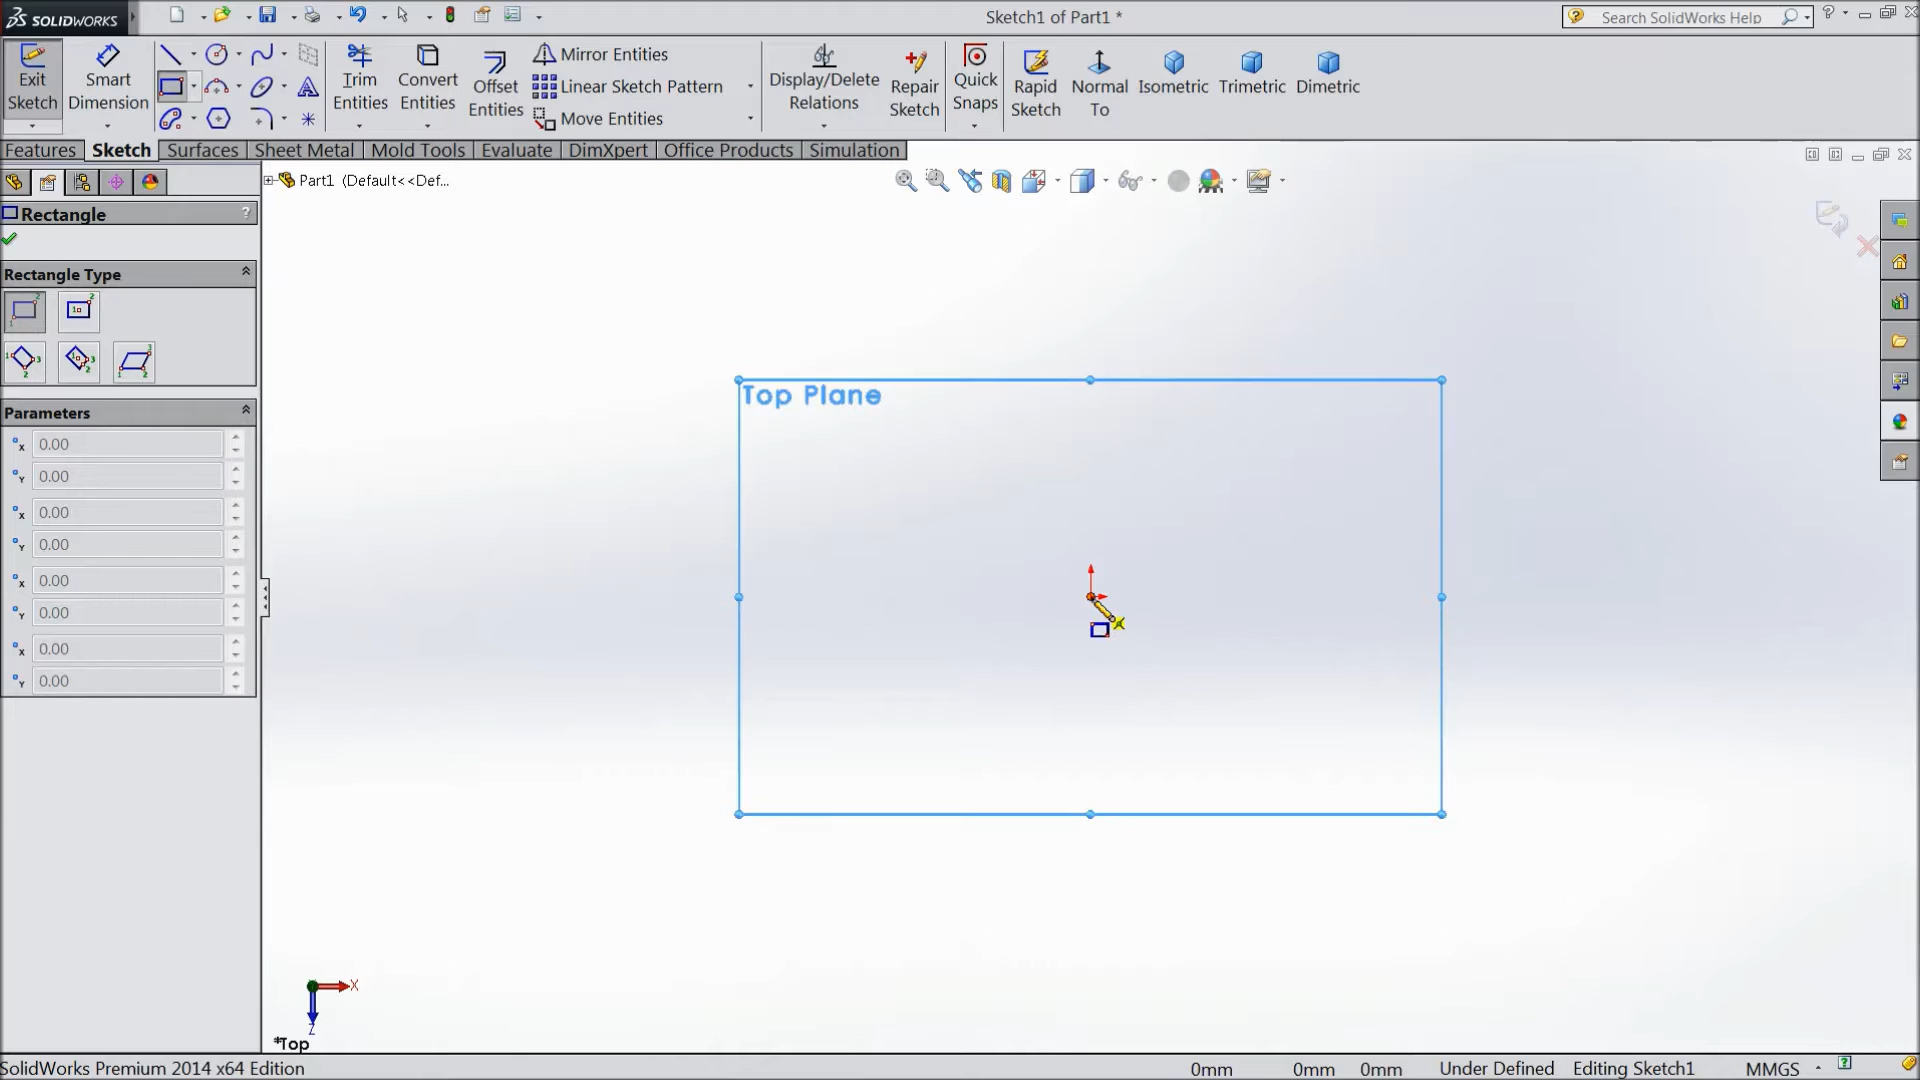 SOLIDWORKS
Sketch1 of Part1 *
Search SolidWorks Help
Exit Sketch
Smart Dimension
Trim Entities
Convert Entities
Offset Entities
Mirror Entities
Linear Sketch Pattern
Move Entities
Display/Delete Relations
Repair Sketch
Quick Snaps
Rapid Sketch
Normal To
Isometric
Trimetric
Dimetric
Features
Sketch
Surfaces
Sheet Metal
Mold Tools
Evaluate
DimXpert
Office Products
Simulation
Part1 (Default<<Def...
Rectangle
?
Rectangle Type
Parameters
X 0.00
Y 0.00
X 0.00
Y 0.00
X 0.00
Y 0.00
X 0.00
Y 0.00
Top Plane
X
Z
*Top
SolidWorks Premium 2014 x64 Edition
0mm
0mm
0mm
Under Defined
Editing Sketch1
MMGS